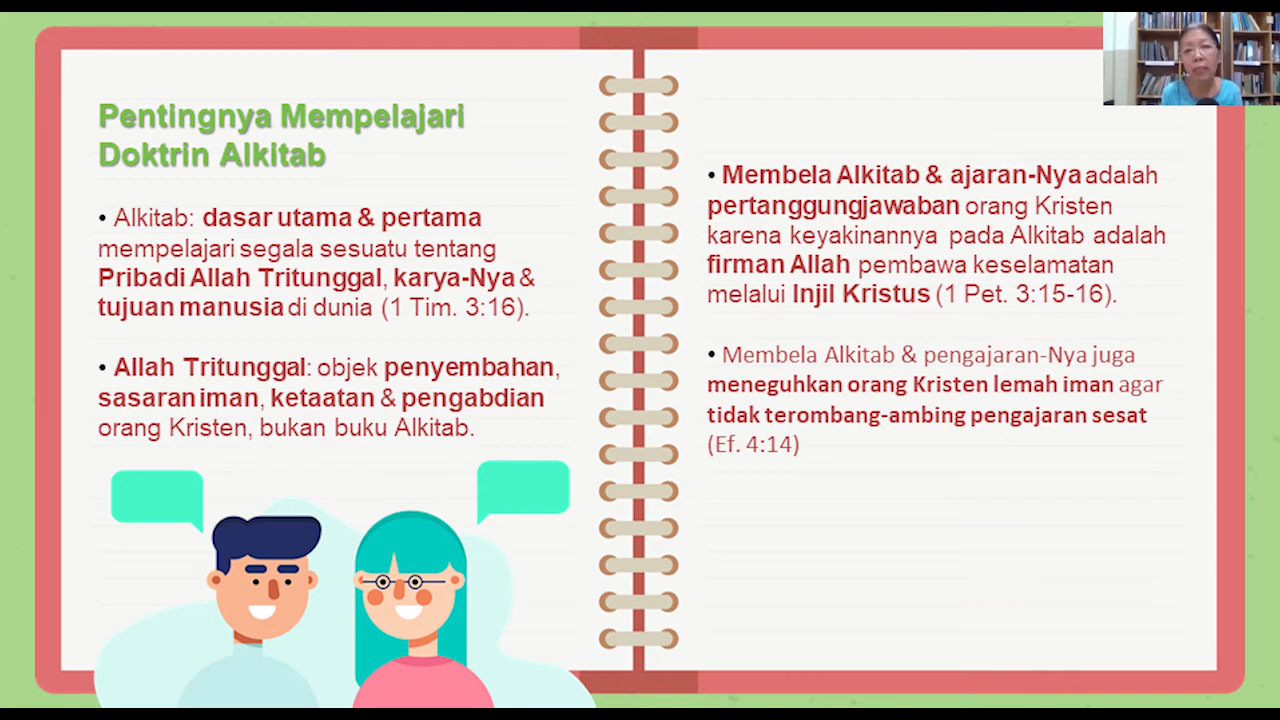 Pentingnya Mempelajari
Doktrin Alkitab
• Alkitab: dasar utama & pertama
mempelajari segala sesuatu tentang
Pribadi Allah Tritunggal, karya-Nya &
tujuan manusia di dunia (1 Tim. 3:16).
• Allah Tritunggal: objek penyembahan,
sasaran iman, ketaatan & pengabdian
orang Kristen, bukan buku Alkitab.
• Membela Alkitab & ajaran-Nya adalah
pertanggungjawaban orang Kristen
karena keyakinannya pada Alkitab adalah
firman Allah pembawa keselamatan
melalui Injil Kristus (1 Pet. 3:15-16).
• Membela Alkitab & pengajaran-Nya juga
meneguhkan orang Kristen lemah iman agar
tidak terombang-ambing pengajaran sesat
(Ef. 4:14)